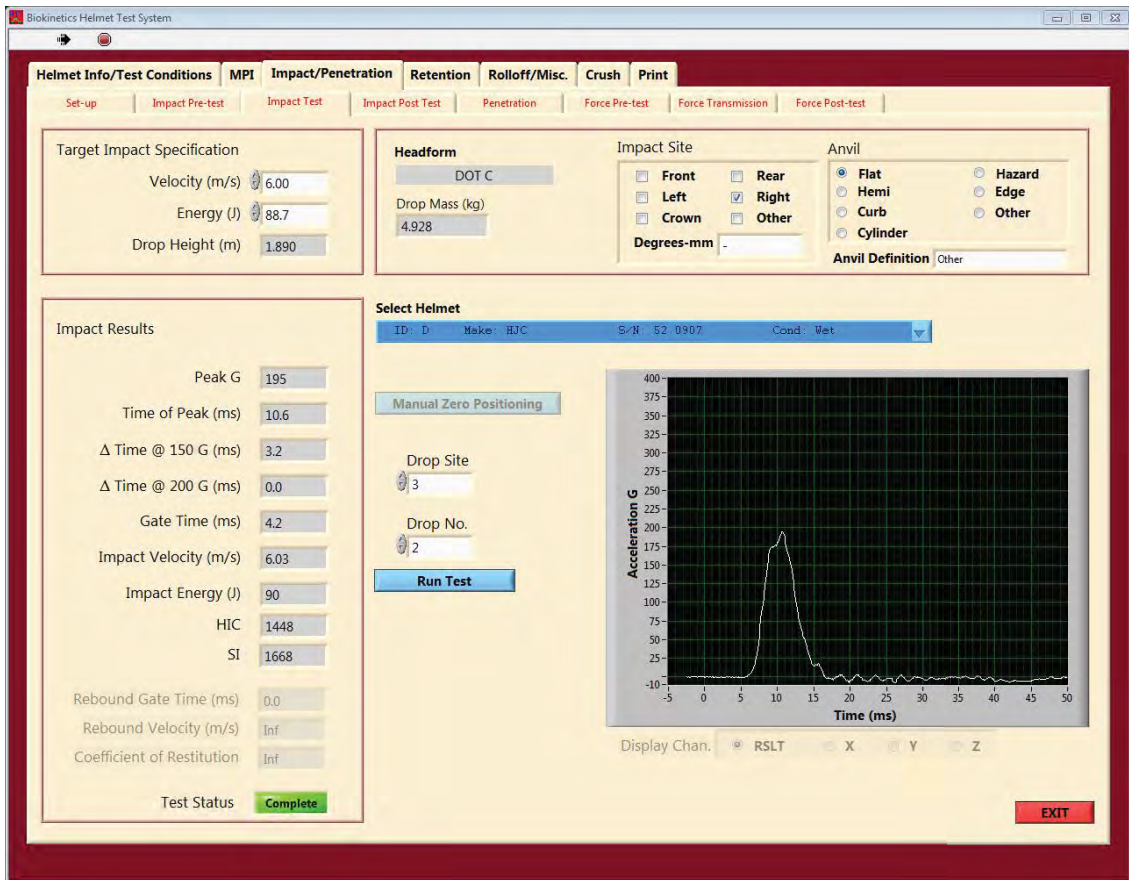 Biokinetics Helmet Test System
Helmet Info/Test Conditions MPI Impact/Penetration Retention Rolloff/Misc. Crush Print
Set-up Impact Pre-test Impact Test Impact Post Test Penetration Force Pre-test Force Transmission Force Post-test
Target Impact Specification
Velocity (m/s) 6.00
Energy (J) 88.7
Drop Height (m) 1.890
Headform
DOT C
Drop Mass (kg)
4.928
Impact Site
Front Rear
Left Right
Crown Other
Degrees-mm -
Anvil
Flat Hazard
Hemi Edge
Curb Other
Cylinder
Anvil Definition Other
Impact Results
Peak G 195
Time of Peak (ms) 10.6
Δ Time @ 150 G (ms) 3.2
Δ Time @ 200 G (ms) 0.0
Gate Time (ms) 4.2
Impact Velocity (m/s) 6.03
Impact Energy (J) 90
HIC 1448
SI 1668
Rebound Gate Time (ms) 0.0
Rebound Velocity (m/s) Inf
Coefficient of Restitution Inf
Test Status Complete
Select Helmet
ID: D Make: HJC S/N: 52 0907 Cond: Wet
Manual Zero Positioning
Drop Site
3
Drop No.
2
Run Test
Acceleration G
400
375
350
325
300
275
250
225
200
175
150
125
100
75
50
25
-10
-5 0 5 10 15 20 25 30 35 40 45 50
Time (ms)
Display Chan. RSLT X Y Z
EXIT